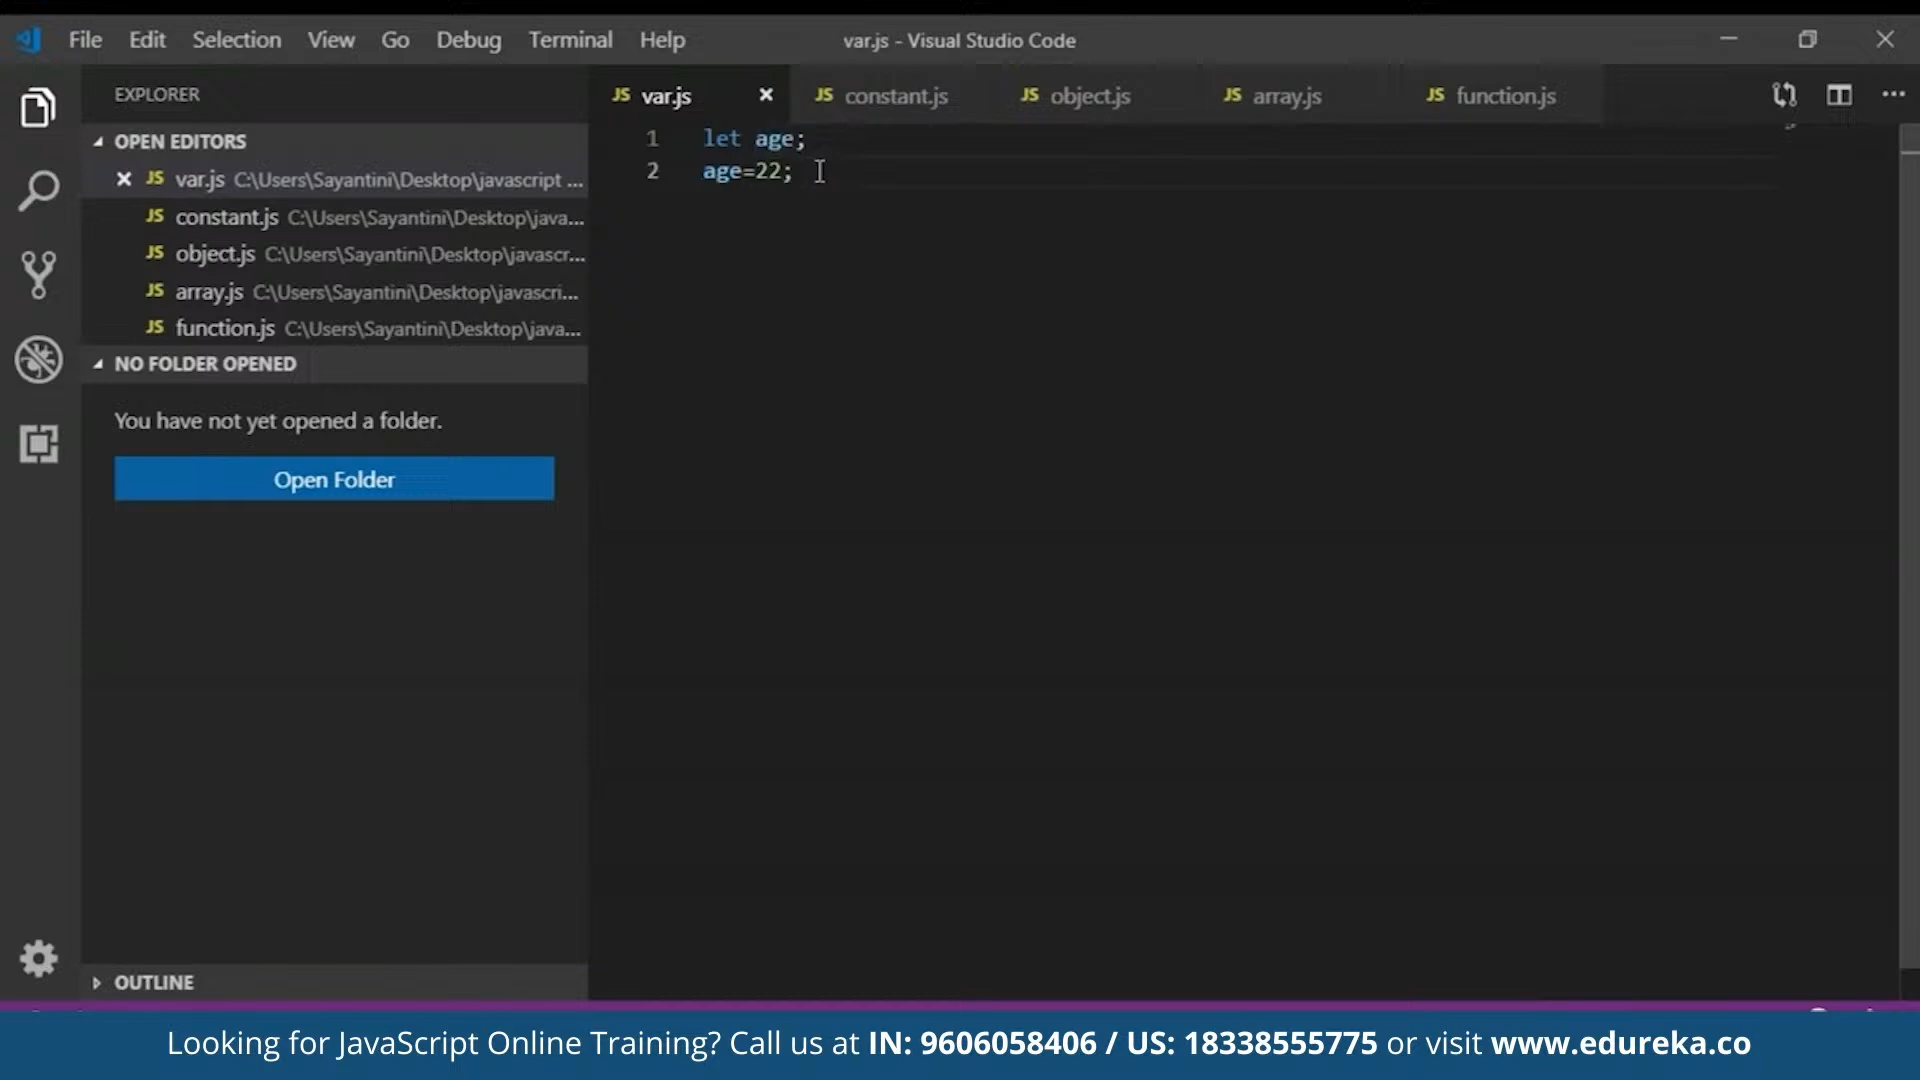 File Edit Selection View Go Debug Terminal Help
var.js - Visual Studio Code
EXPLORER
OPEN EDITORS
JS var.js C:\Users\Sayantini\Desktop\javascript ...
JS constant.js C:\Users\Sayantini\Desktop\java...
JS object.js C:\Users\Sayantini\Desktop\javascr...
JS array.js C:\Users\Sayantini\Desktop\javascri...
JS function.js C:\Users\Sayantini\Desktop\java...
NO FOLDER OPENED
You have not yet opened a folder.
Open Folder
OUTLINE
JS var.js JS constant.js JS object.js JS array.js JS function.js
1 let age;
2 age=22;
Looking for JavaScript Online Training? Call us at IN: 9606058406 / US: 18338555775 or visit www.edureka.co